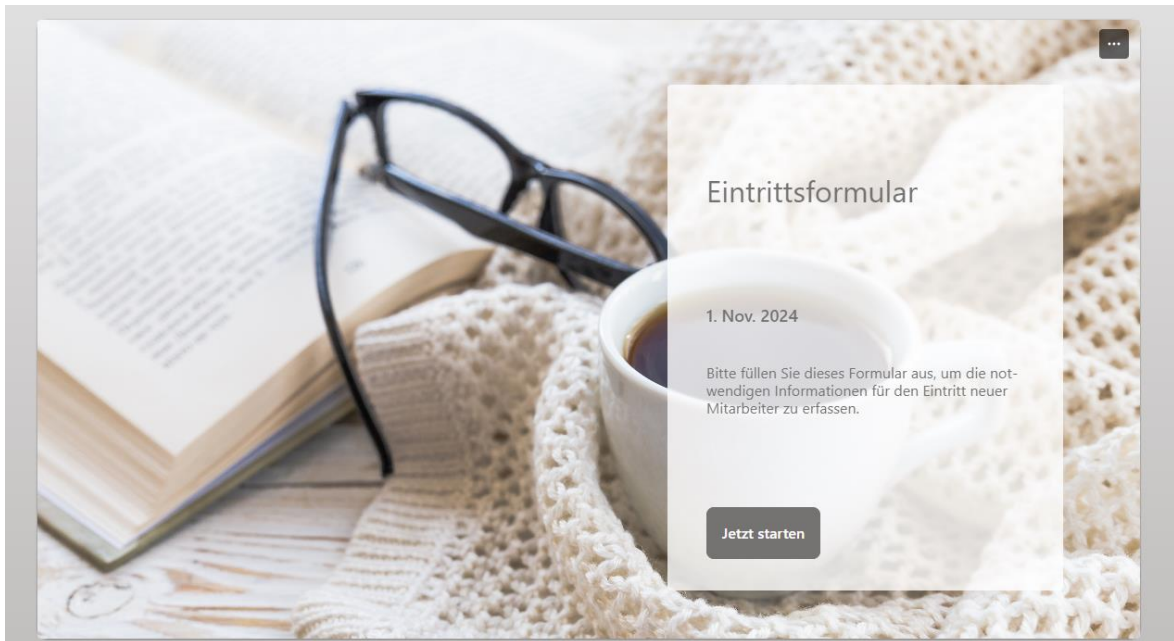 Eintrittsformular
1. Nov. 2024
Bitte füllen Sie dieses Formular aus, um die not-
wendigen Informationen für den Eintritt neuer
Mitarbeiter zu erfassen.
Jetzt starten